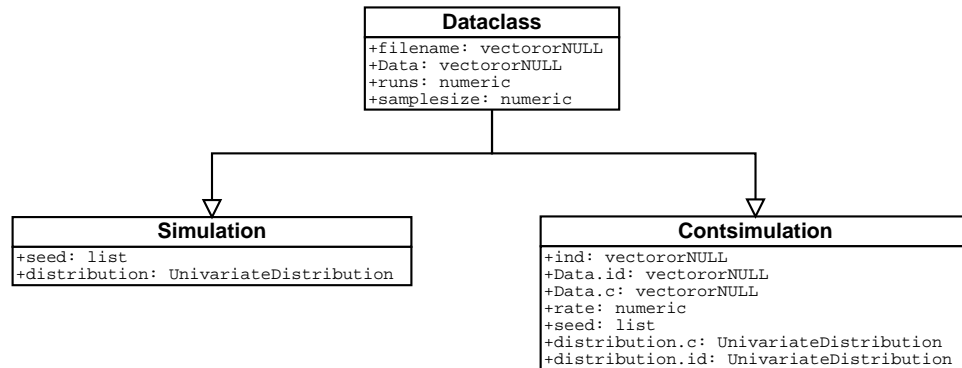 Dataclass
+filename: vectororNULL
+Data: vectororNULL
+runs: numeric
+samplesize: numeric
Simulation
+seed: list
+distribution: UnivarorateDistribution
Contsimulation
+ind: vectororNULL
+Data.id: vectororNULL
+Data.c: vectororNULL
+rate: numeric
+seed: list
+distribution.c: UnivariateDistribution
+distribution.id: UnivariateDistribution